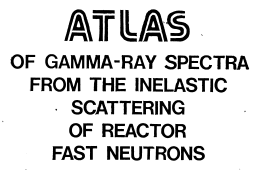 ATLAS
OF GAMMA-RAY SPECTRA
FROM THE INELASTIC
SCATTERING
OF REACTOR
FAST NEUTRONS